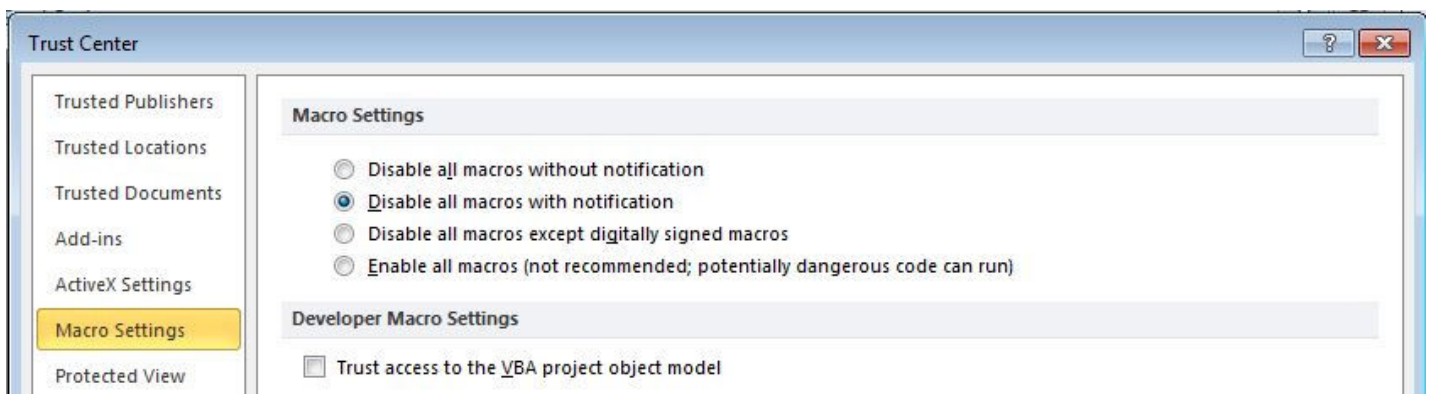 Trust Center
Trusted Publishers
Trusted Locations
Trusted Documents
Add-ins
ActiveX Settings
Macro Settings
Protected View
Macro Settings
Disable all macros without notification
Disable all macros with notification
Disable all macros except digitally signed macros
Enable all macros (not recommended; potentially dangerous code can run)
Developer Macro Settings
Trust access to the VBA project object model